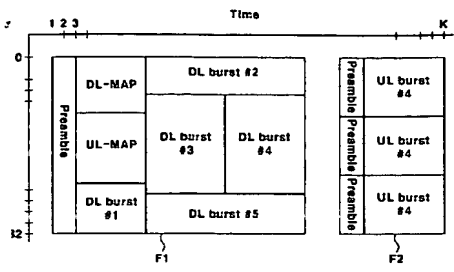 Time
s 1 2 3 K
0
Preamble
DL-MAP
UL-MAP
DL burst
#1
DL burst #2
DL burst
#3
DL burst
#4
DL burst #5
Preamble
UL burst
#4
Preamble
UL burst
#4
Preamble
UL burst
#4
32
F1
F2